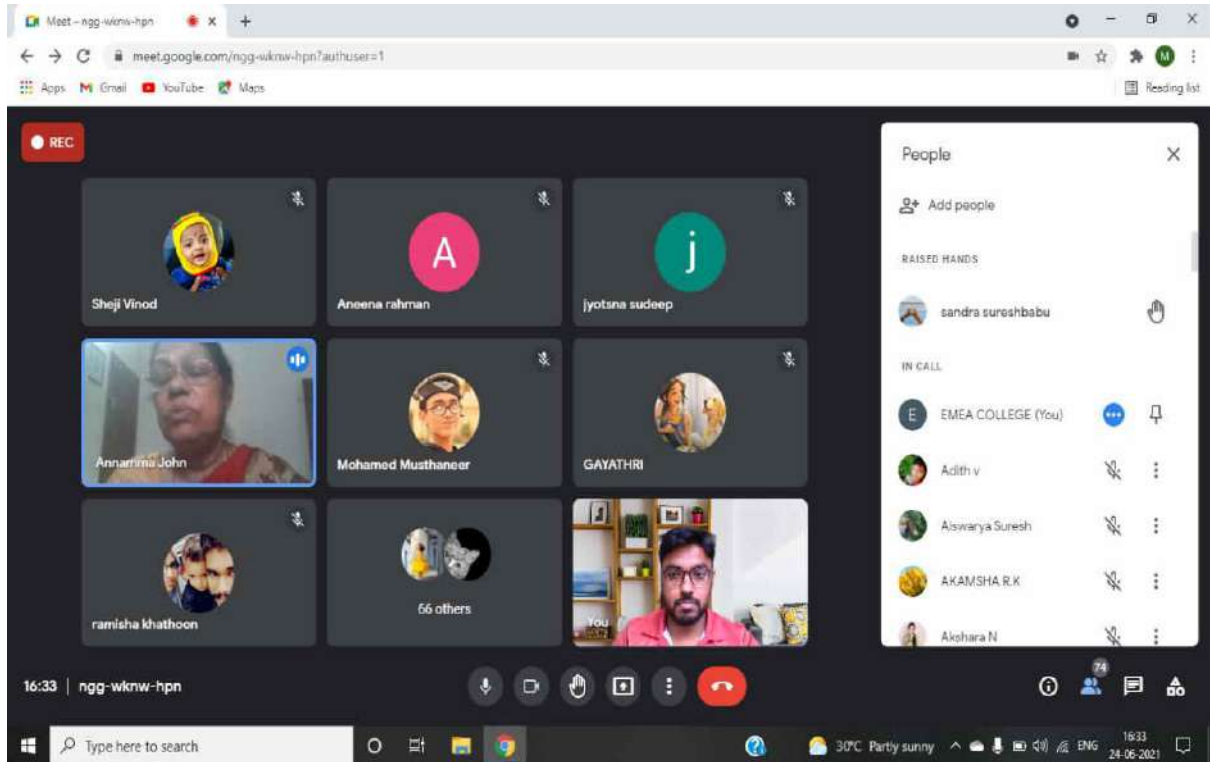 Meet – ngg-wknw-hpn
meet.google.com/ngg-wknw-hpn?authuser=1
Apps Gmail YouTube Maps Reading list
REC
Sheji Vinod
A
Aneena rahman
j
jyotsna sudeep
Annamma John
Mohamed Musthaneer
GAYATHRI
ramisha khathoon
66 others
You
People
Add people
RAISED HANDS
sandra sureshbabu
IN CALL
E EMEA COLLEGE (You)
Adith v
Aiswarya Suresh
AKAMSHA R.K
Akshara N
16:33 | ngg-wknw-hpn
74
Type here to search
30°C Partly sunny
ENG
16:33
24-06-2021
M